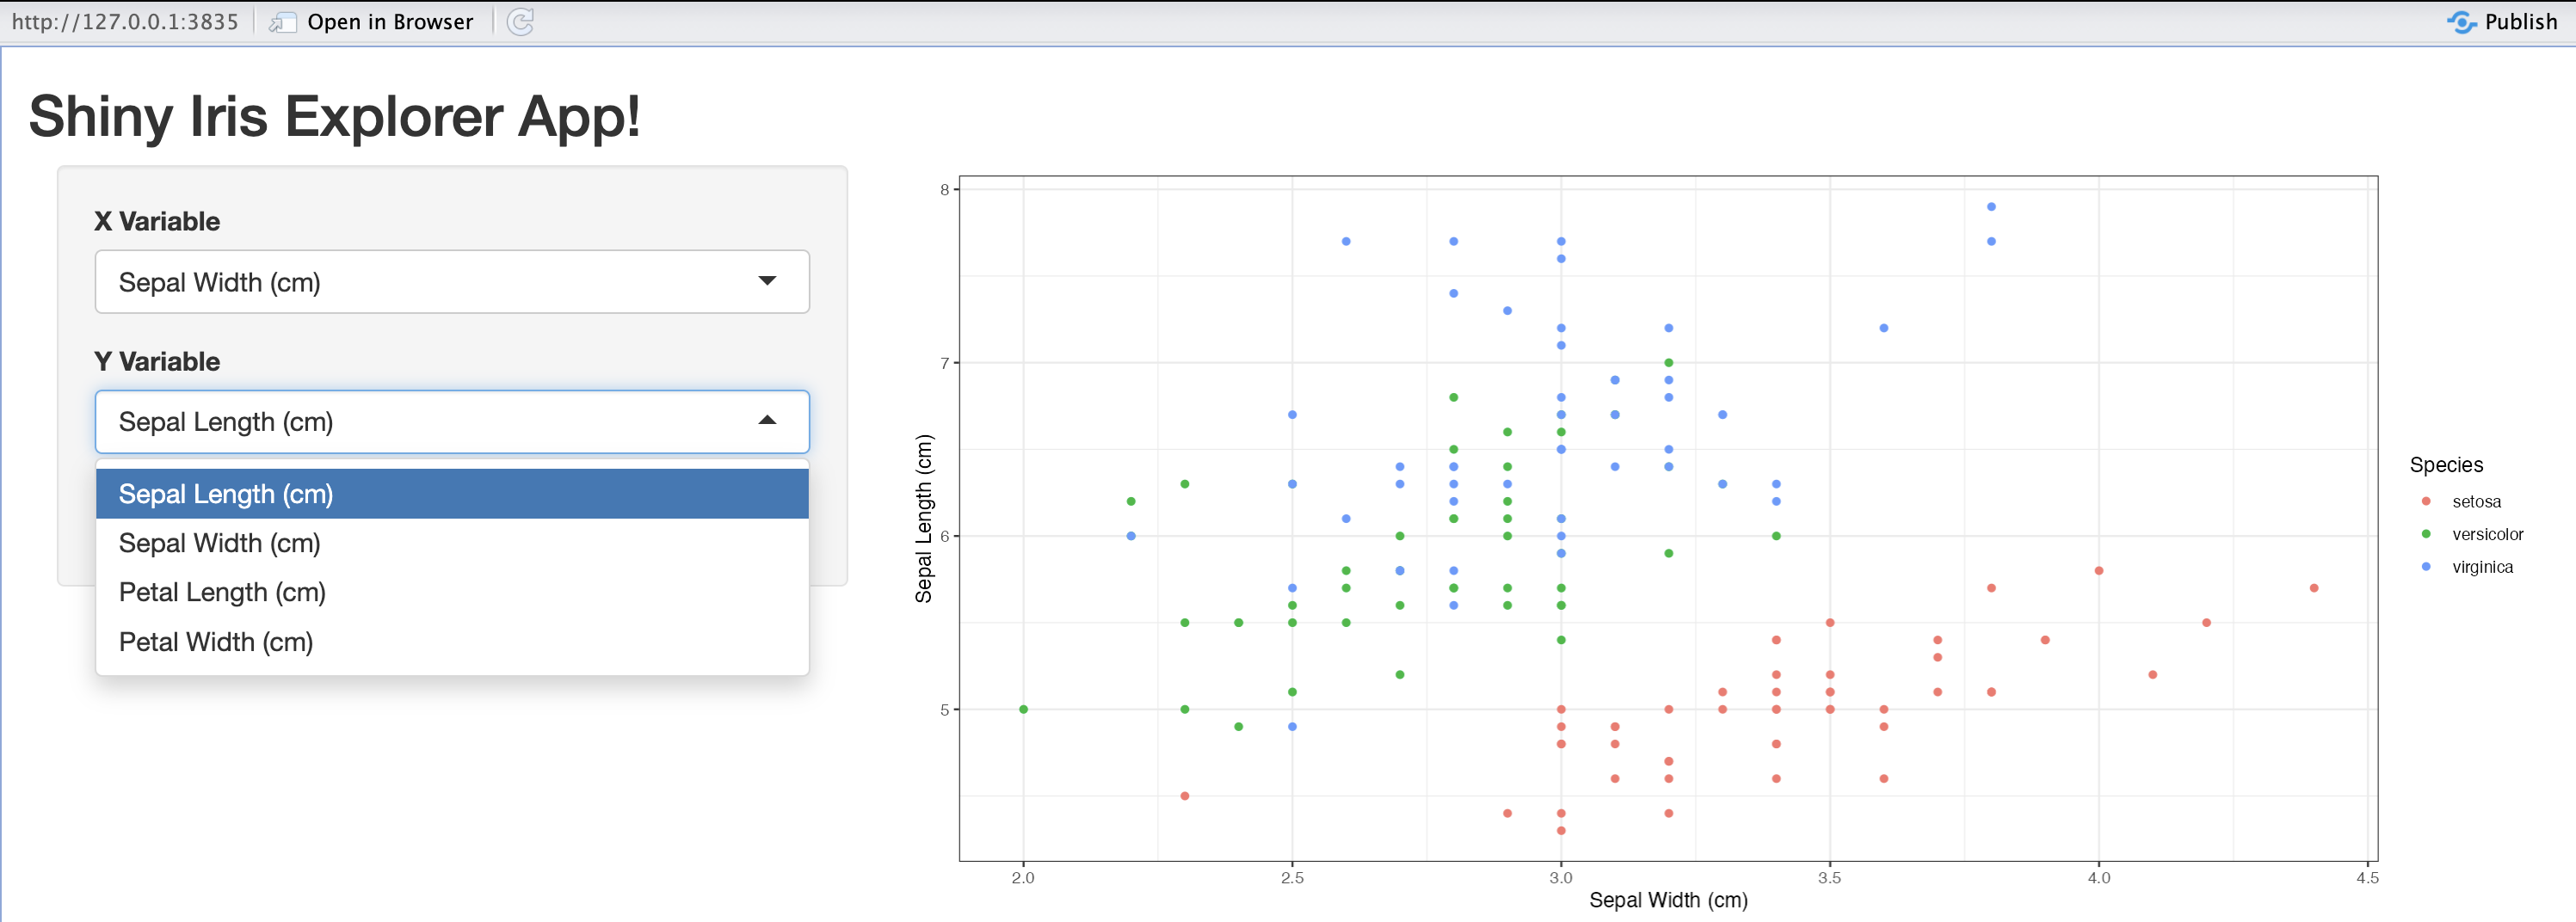 http://127.0.0.1:3835 Open in Browser Publish
Shiny Iris Explorer App!
X Variable
Sepal Width (cm)
Y Variable
Sepal Length (cm)
Sepal Length (cm)
Sepal Width (cm)
Petal Length (cm)
Petal Width (cm)
8
7
6
5
Sepal Length (cm)
2.0 2.5 3.0 3.5 4.0 4.5
Sepal Width (cm)
Species
setosa
versicolor
virginica